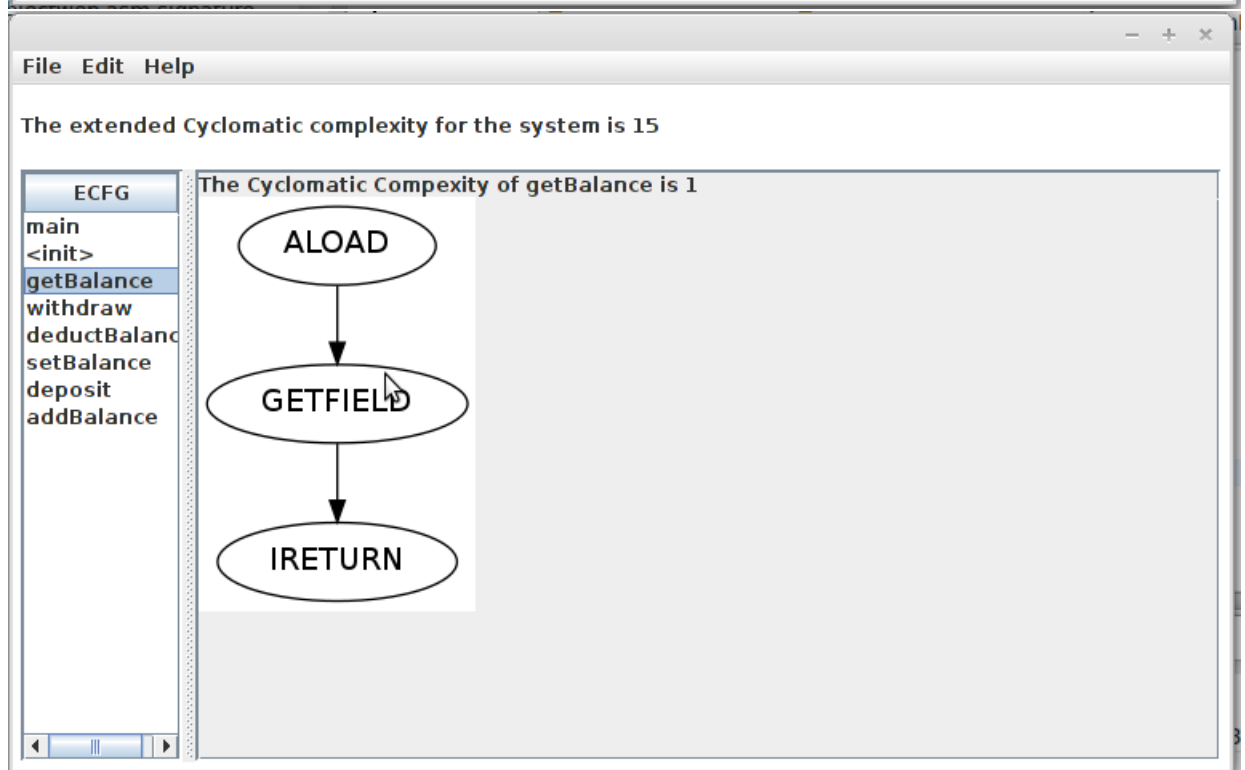 File Edit Help
The extended Cyclomatic complexity for the system is 15
ECFG
main
<init>
getBalance
withdraw
deductBalanc
setBalance
deposit
addBalance
The Cyclomatic Compexity of getBalance is 1
ALOAD
GETFIELD
IRETURN